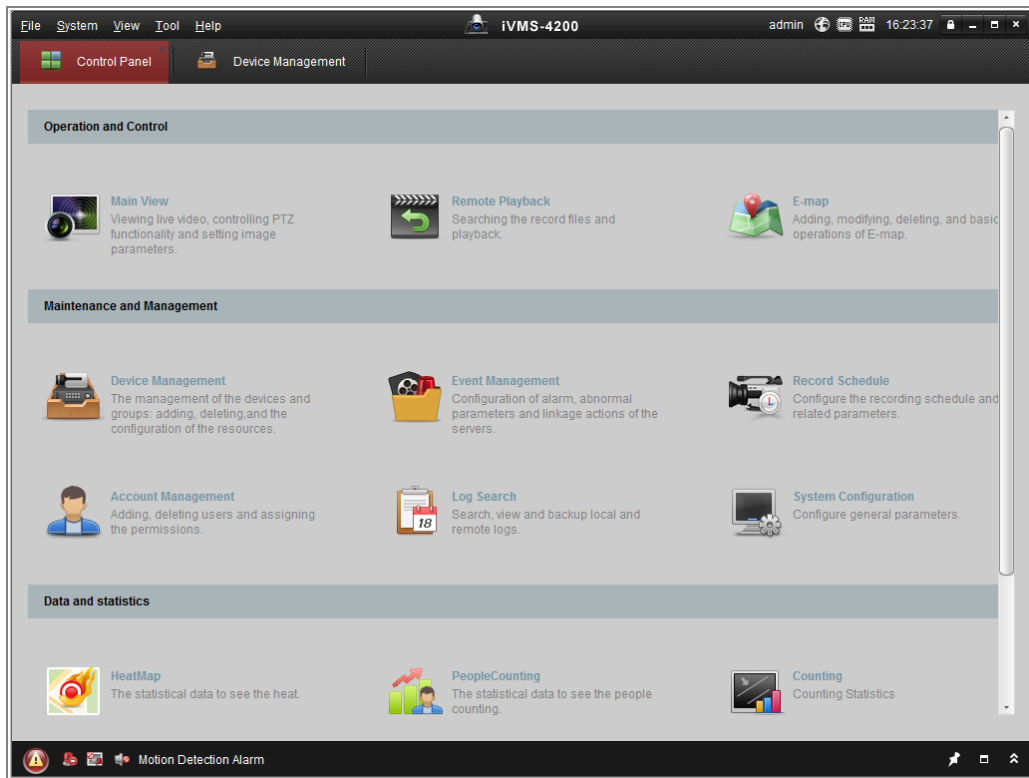 File System View Tool Help iVMS-4200 admin CPU RAM 16:23:37
Control Panel Device Management
Operation and Control
Main View
Viewing live video, controlling PTZ
functionality and setting image
parameters.
Remote Playback
Searching the record files and
playback.
E-map
Adding, modifying, deleting, and basic
operations of E-map.
Maintenance and Management
Device Management
The management of the devices and
groups: adding, deleting,and the
configuration of the resources.
Event Management
Configuration of alarm, abnormal
parameters and linkage actions of the
servers.
Record Schedule
Configure the recording schedule and
related parameters.
Account Management
Adding, deleting users and assigning
the permissions.
Log Search
Search, view and backup local and
remote logs.
18
System Configuration
Configure general parameters.
Data and statistics
HeatMap
The statistical data to see the heat.
PeopleCounting
The statistical data to see the people
counting.
Counting
Counting Statistics
Motion Detection Alarm